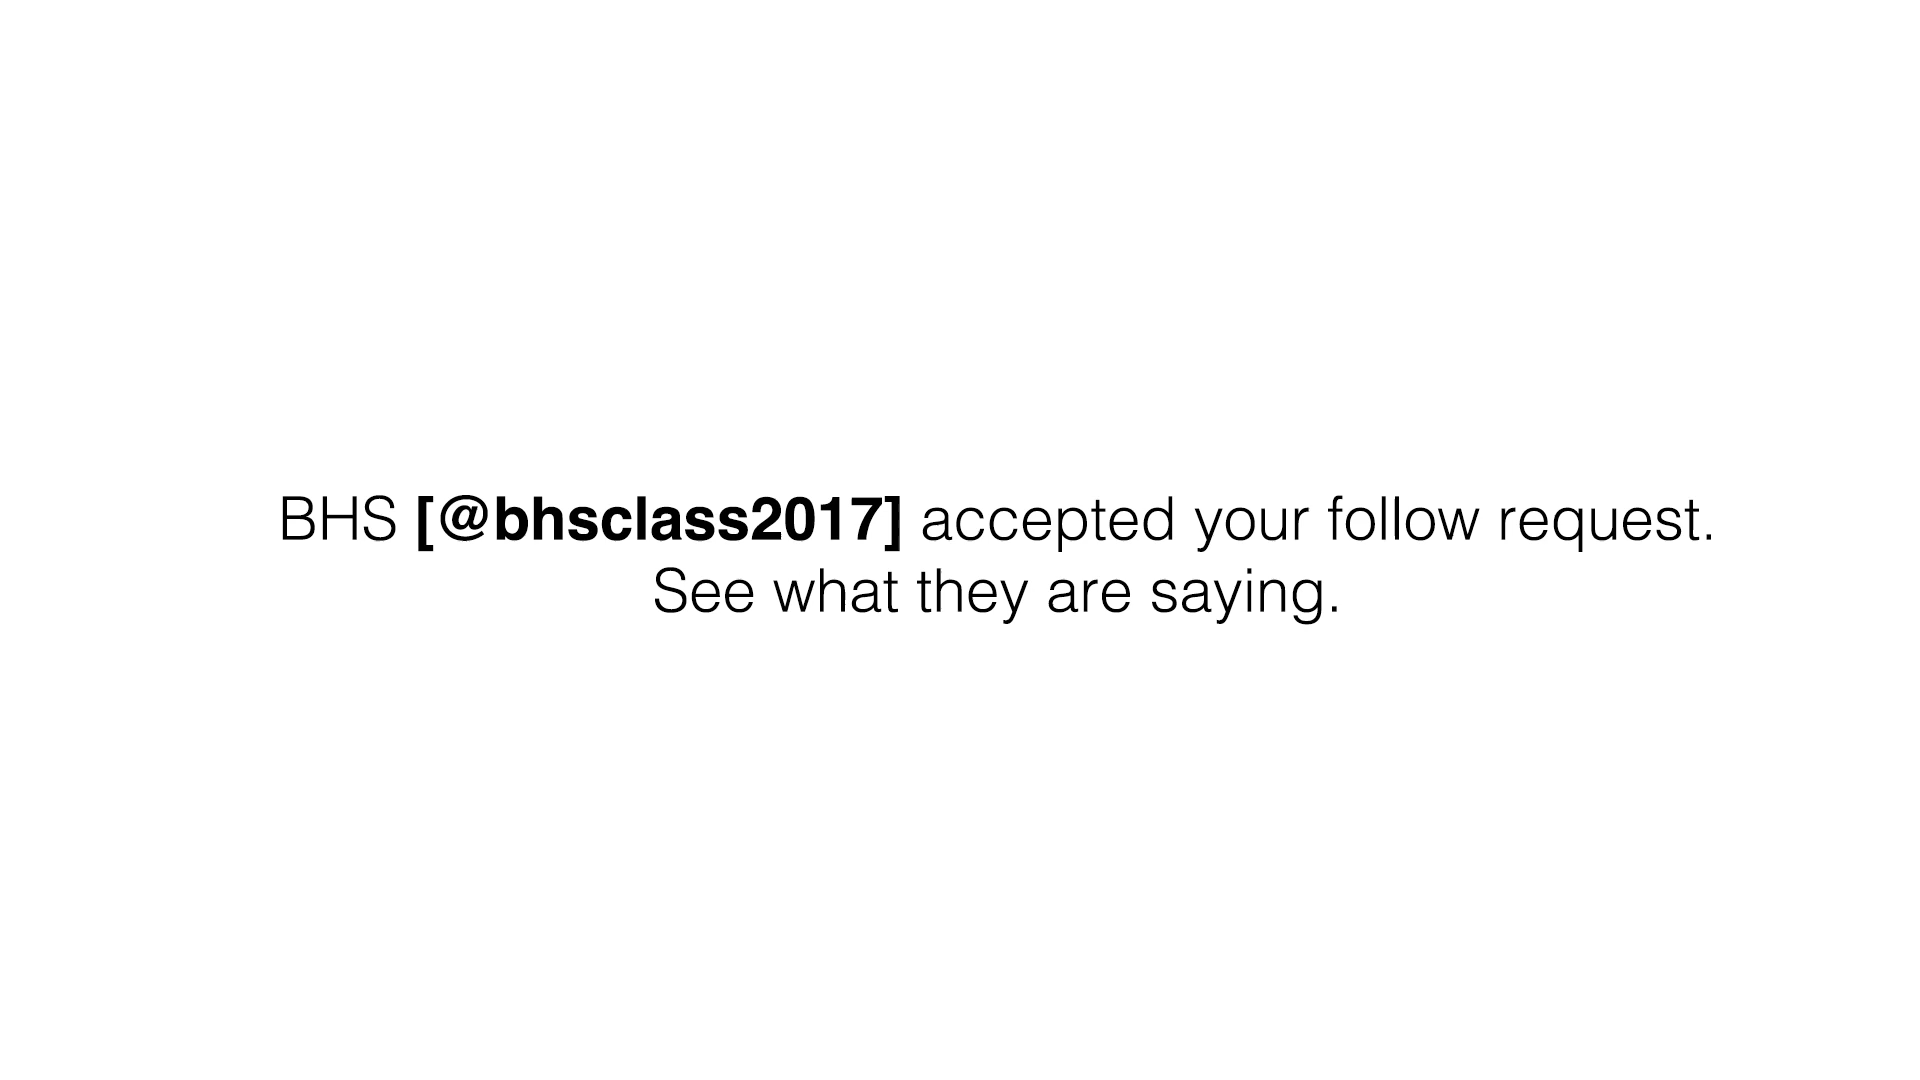 BHS [@bhsclass2017] accepted your follow request.
See what they are saying.